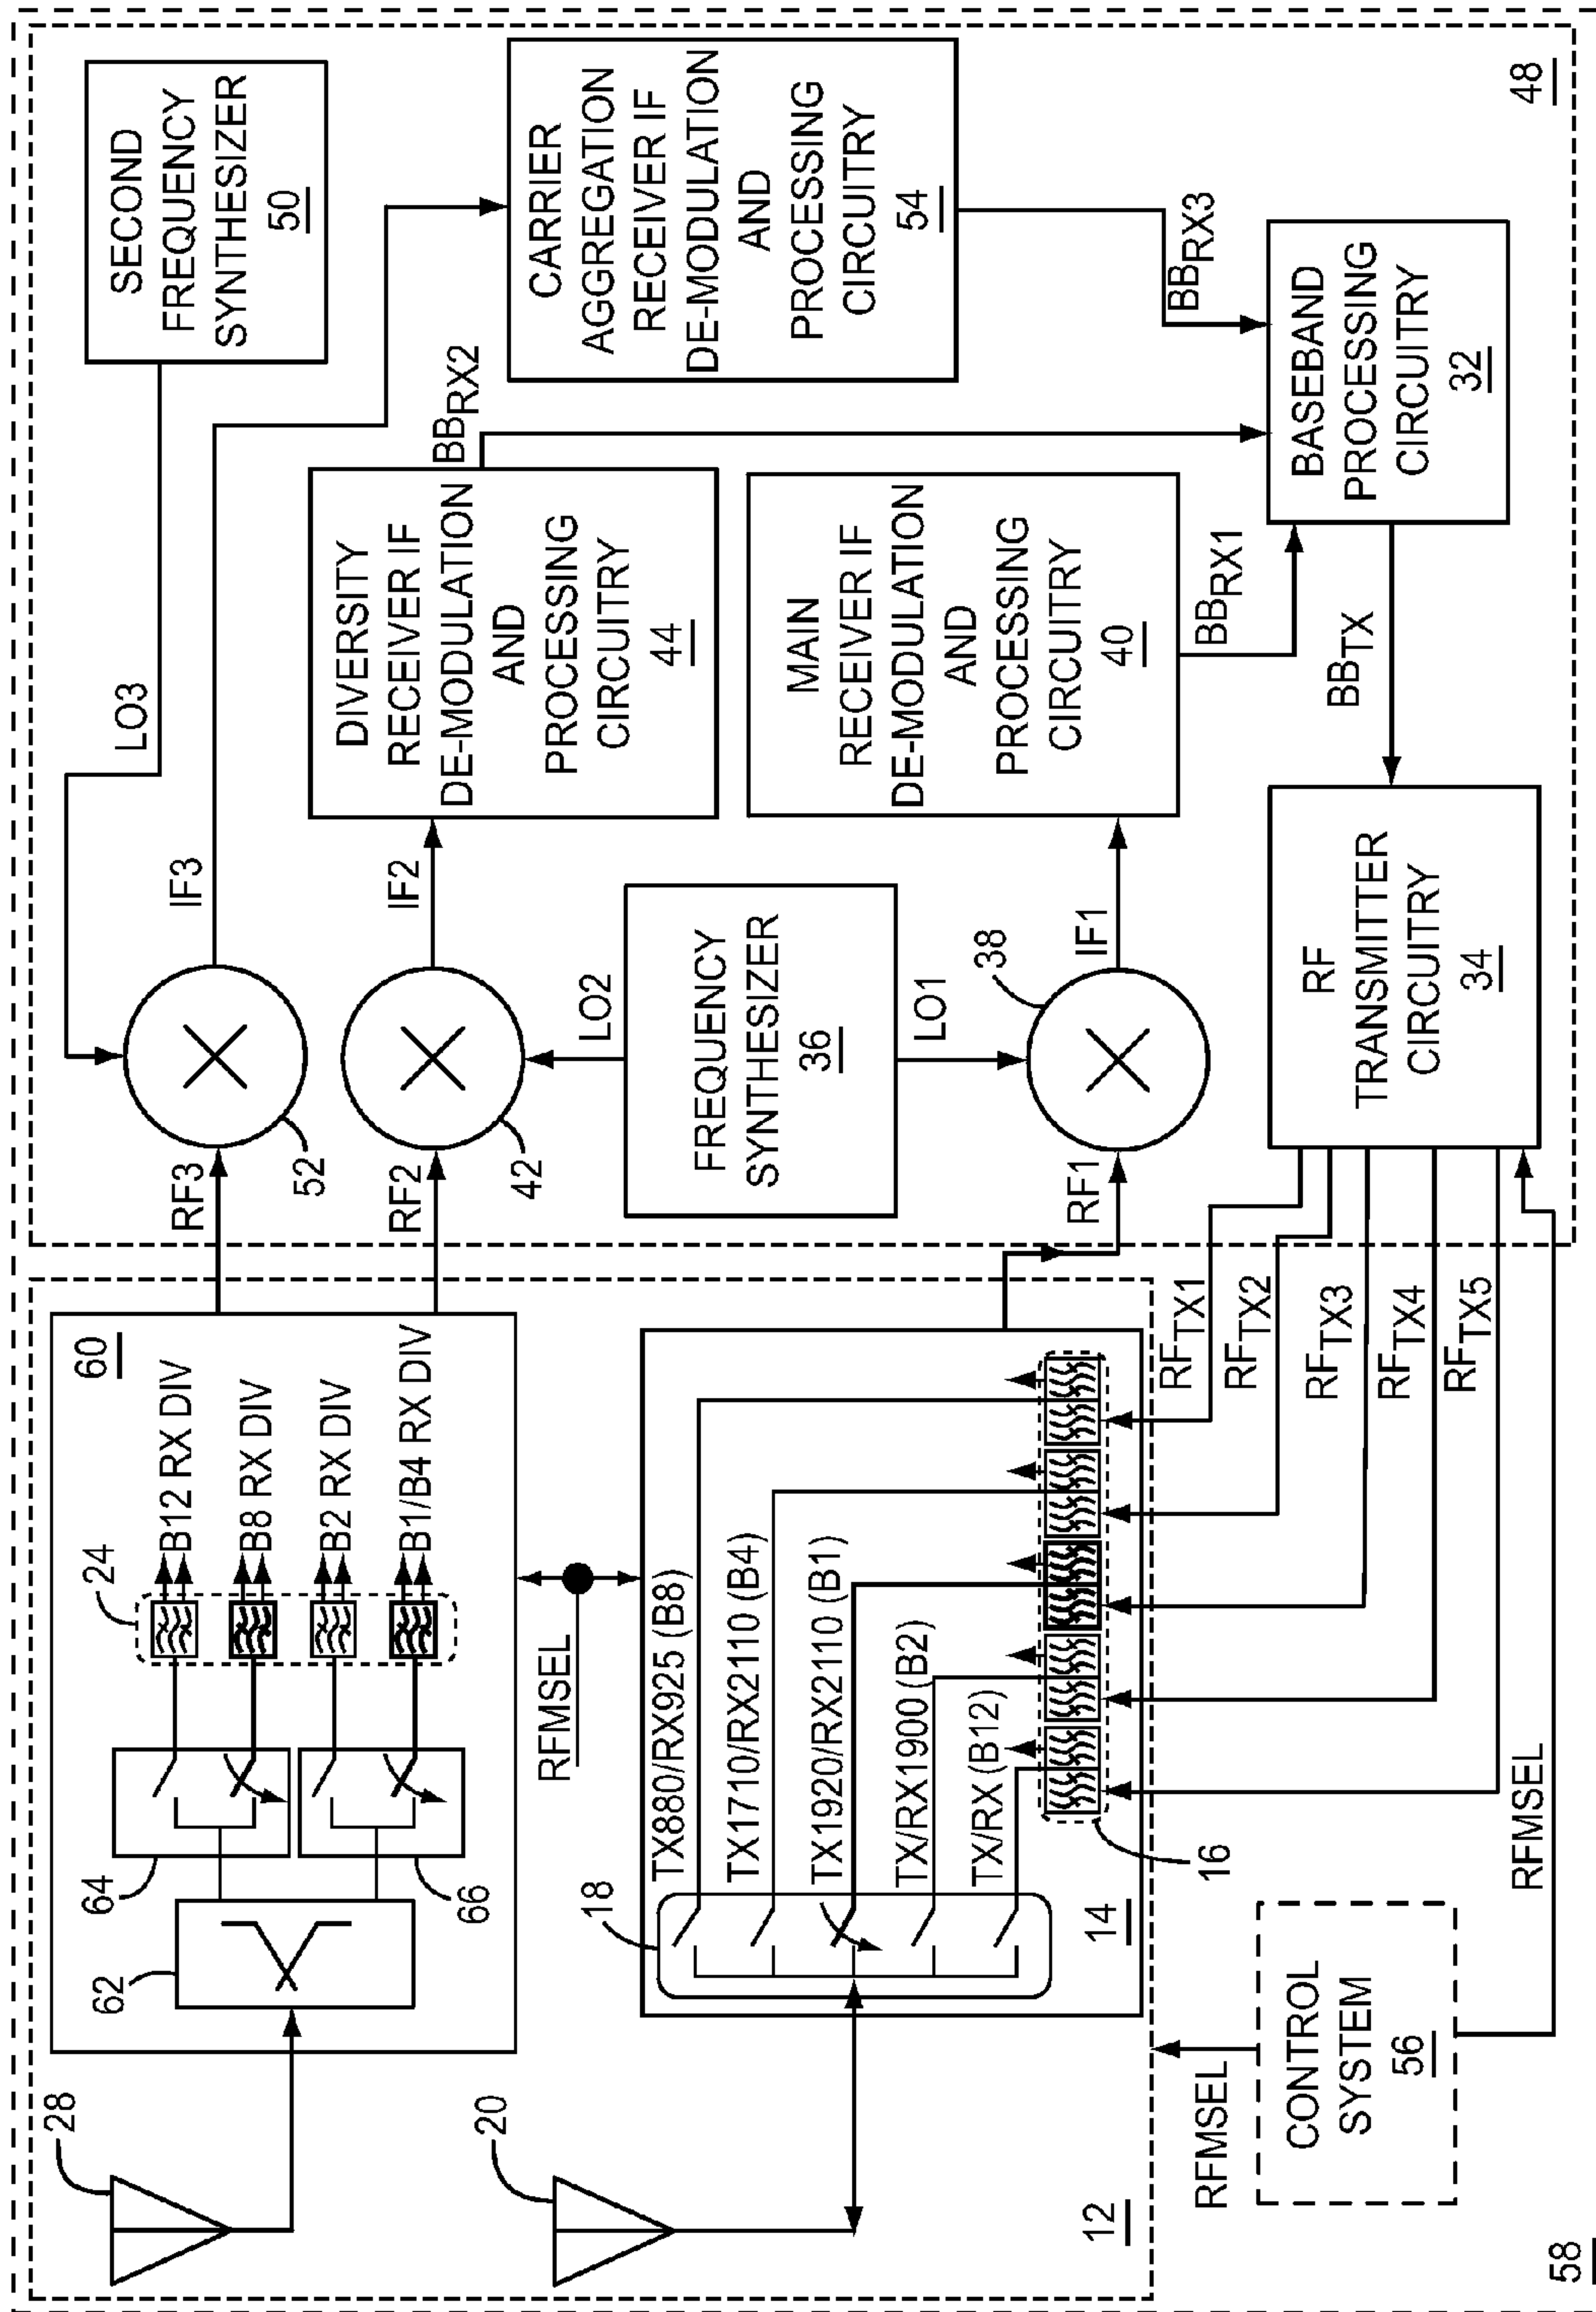 28
20
12
58
60
62
64
66
24
B12 RX DIV
B8 RX DIV
B2 RX DIV
B1/B4 RX DIV
RFMSEL
18
TX880/RX925 (B8)
TX1710/RX2110 (B4)
TX1920/RX2110 (B1)
TX/RX1900 (B2)
TX/RX (B12)
14
16
RFMSEL
CONTROL
SYSTEM
56
RFMSEL
RFTX1
RFTX2
RFTX3
RFTX4
RFTX5
RF3
52
RF2
42
LO3
IF3
IF2
LO2
FREQUENCY
SYNTHESIZER
36
LO1
38
RF1
IF1
RF
TRANSMITTER
CIRCUITRY
34
SECOND
FREQUENCY
SYNTHESIZER
50
DIVERSITY
RECEIVER IF
DE-MODULATION
AND
PROCESSING
CIRCUITRY
44
BBRX2
MAIN
RECEIVER IF
DE-MODULATION
AND
PROCESSING
CIRCUITRY
40
BBRX1
BBTX
CARRIER
AGGREGATION
RECEIVER IF
DE-MODULATION
AND
PROCESSING
CIRCUITRY
54
BBRX3
BASEBAND
PROCESSING
CIRCUITRY
32
48